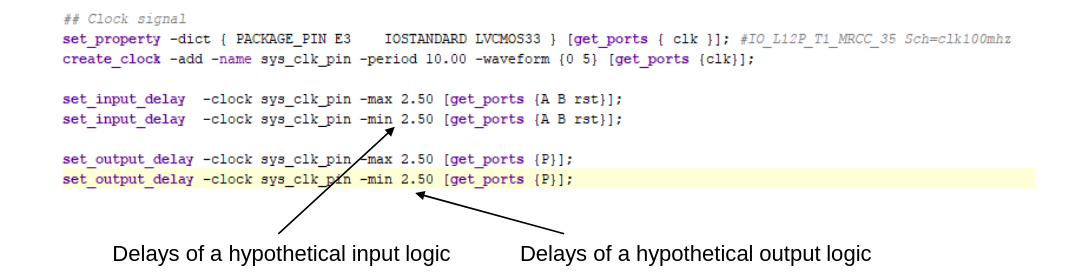 ## Clock signal
set_property -dict { PACKAGE_PIN E3    IOSTANDARD LVCMOS33 } [get_ports { clk }]; #IO_L12P_T1_MRCC_35 Sch=clk100mhz
create_clock -add -name sys_clk_pin -period 10.00 -waveform {0 5} [get_ports {clk}];
set_input_delay  -clock sys_clk_pin -max 2.50 [get_ports {A B rst}];
set_input_delay  -clock sys_clk_pin -min 2.50 [get_ports {A B rst}];
set_output_delay -clock sys_clk_pin -max 2.50 [get_ports {P}];
set_output_delay -clock sys_clk_pin -min 2.50 [get_ports {P}];
Delays of a hypothetical input logic
Delays of a hypothetical output logic